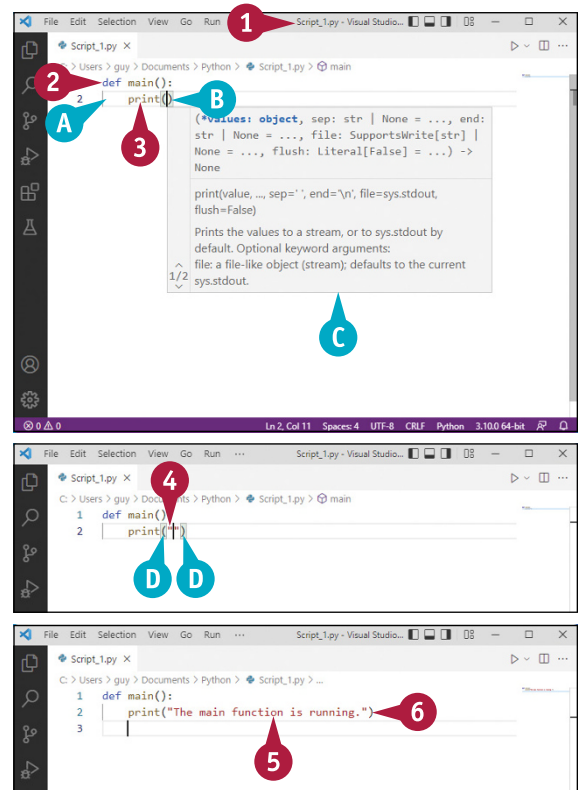 File Edit Selection View Go Run 1 Script_1.py - Visual Studio...
Script_1.py
C: > Users > guy > Documents > Python > Script_1.py > main
2 def main():
2 print()
A B
3
(*values: object, sep: str | None = ..., end:
str | None = ..., file: SupportsWrite[str] |
None = ..., flush: Literal[False] = ...) ->
None
print(value, ..., sep=' ', end='\n', file=sys.stdout,
flush=False)
Prints the values to a stream, or to sys.stdout by
default. Optional keyword arguments:
file: a file-like object (stream); defaults to the current
1/2 sys.stdout.
C
0 0 Ln 2, Col 11 Spaces: 4 UTF-8 CRLF Python 3.10.0 64-bit
File Edit Selection View Go Run ... Script_1.py - Visual Studio...
Script_1.py
4
C: > Users > guy > Documents > Python > Script_1.py > main
1 def main()
2 print("")
D D
File Edit Selection View Go Run ... Script_1.py - Visual Studio...
Script_1.py
C: > Users > guy > Documents > Python > Script_1.py > ...
1 def main():
2 print("The main function is running.") 6
3
5